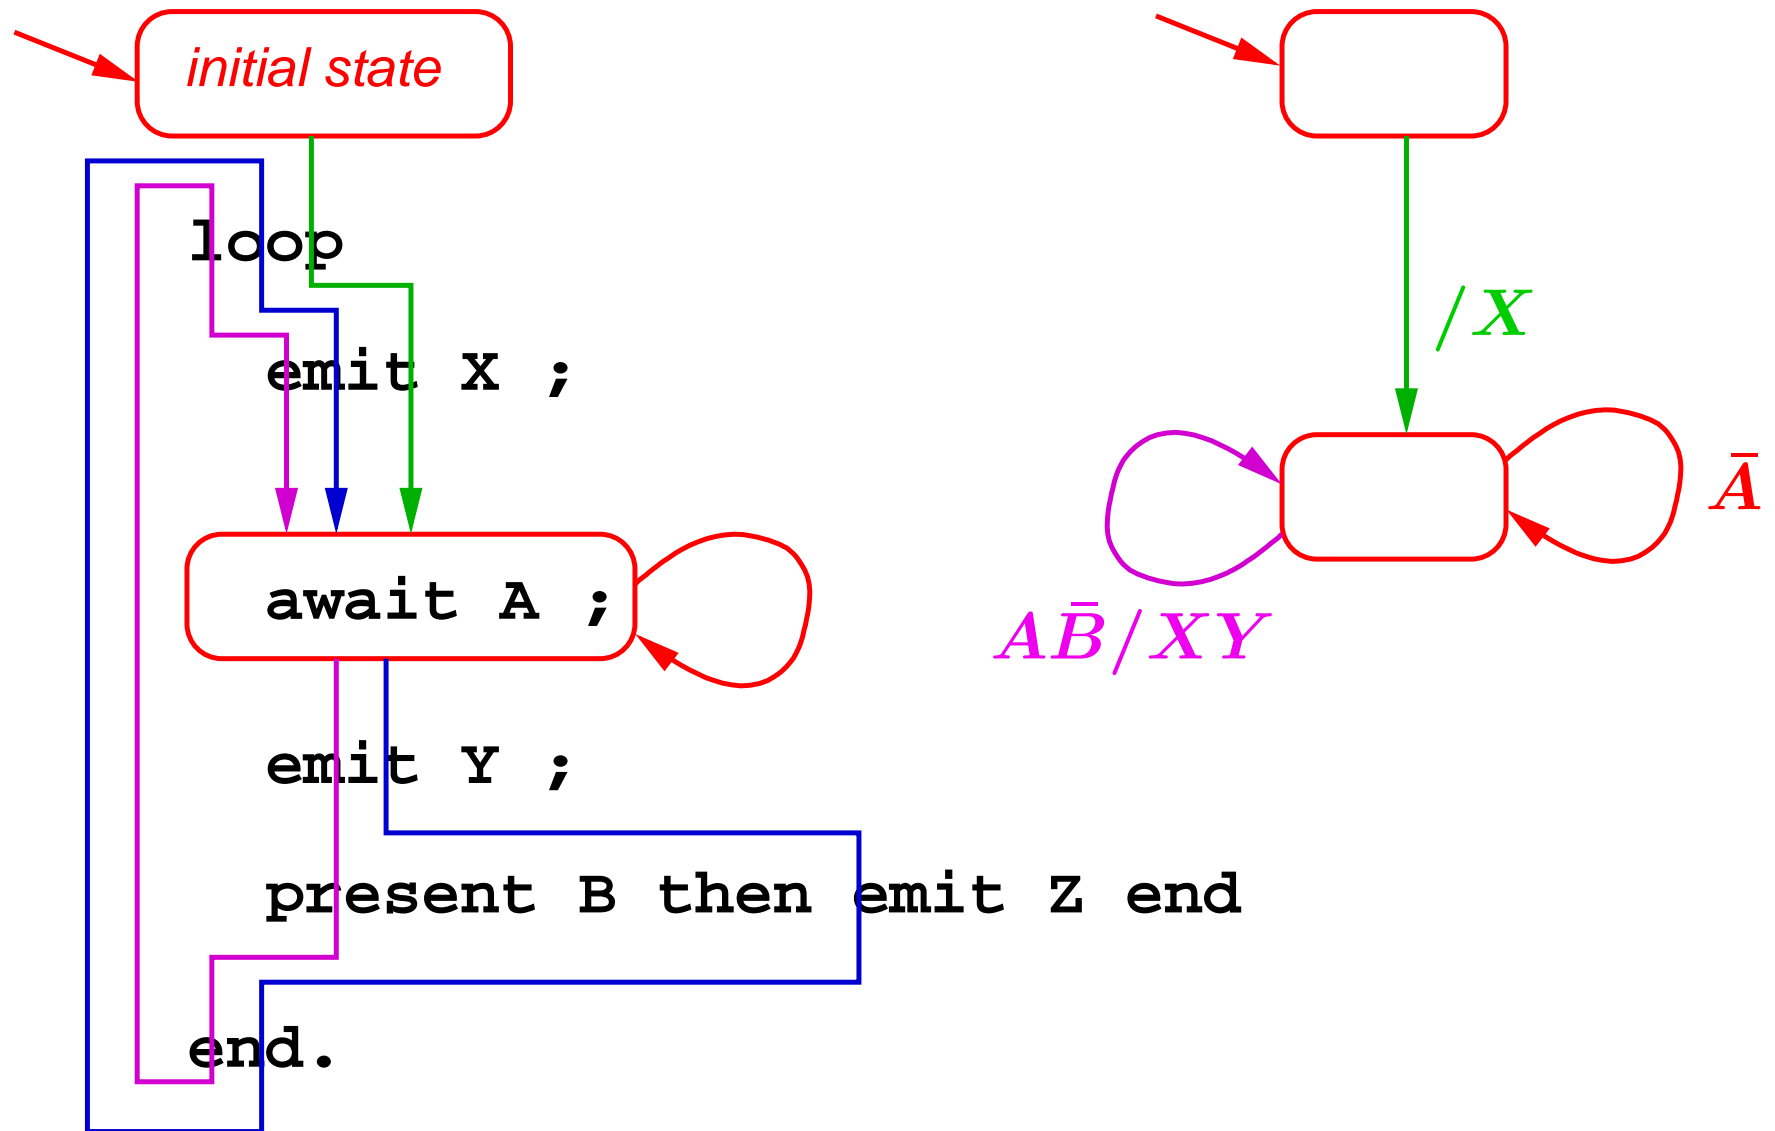 initial state
loop
emit X ;
await A ;
emit Y ;
present B then emit Z end
end.
/X
Ā
AB̄/XY